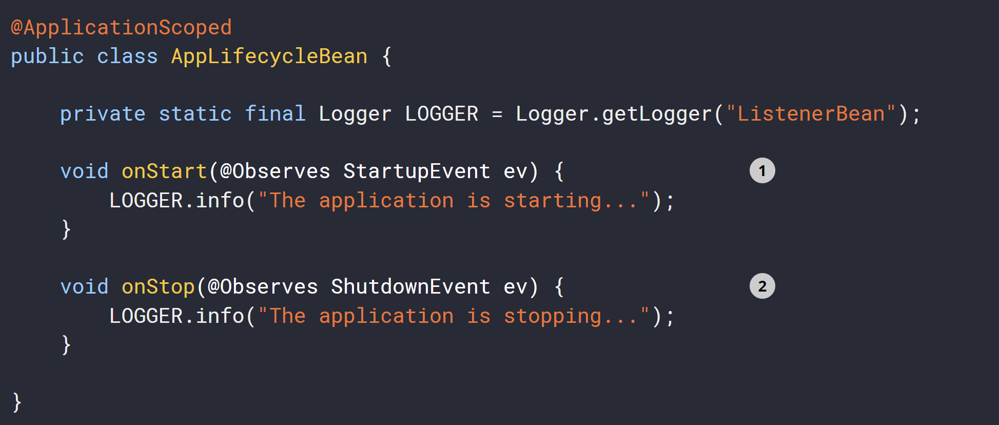 @ApplicationScoped
public class AppLifecycleBean {
private static final Logger LOGGER = Logger.getLogger("ListenerBean");
void onStart(@Observes StartupEvent ev) { 1
LOGGER.info("The application is starting...");
}
void onStop(@Observes ShutdownEvent ev) { 2
LOGGER.info("The application is stopping...");
}
}